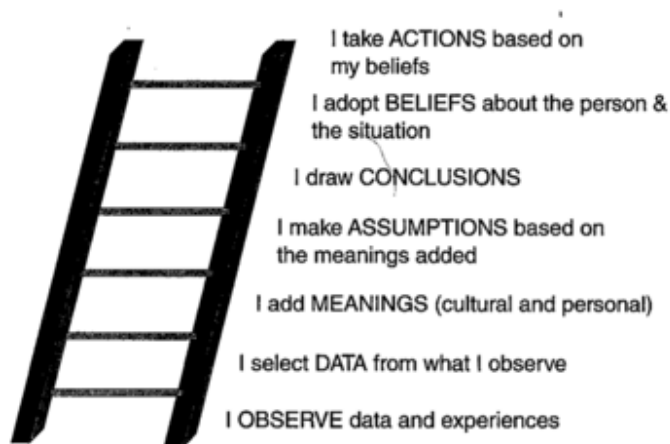 I take ACTIONS based on
my beliefs
I adopt BELIEFS about the person &
the situation
I draw CONCLUSIONS
I make ASSUMPTIONS based on
the meanings added
I add MEANINGS (cultural and personal)
I select DATA from what I observe
I OBSERVE data and experiences